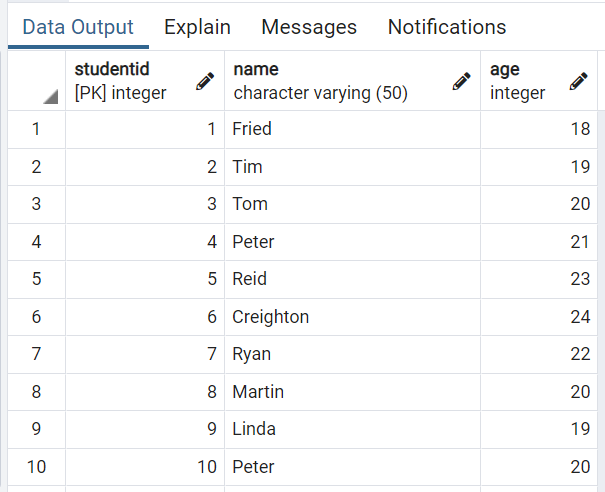 Data Output Explain Messages Notifications
studentid name age
[PK] integer character varying (50) integer
1 1 Fried 18
2 2 Tim 19
3 3 Tom 20
4 4 Peter 21
5 5 Reid 23
6 6 Creighton 24
7 7 Ryan 22
8 8 Martin 20
9 9 Linda 19
10 10 Peter 20